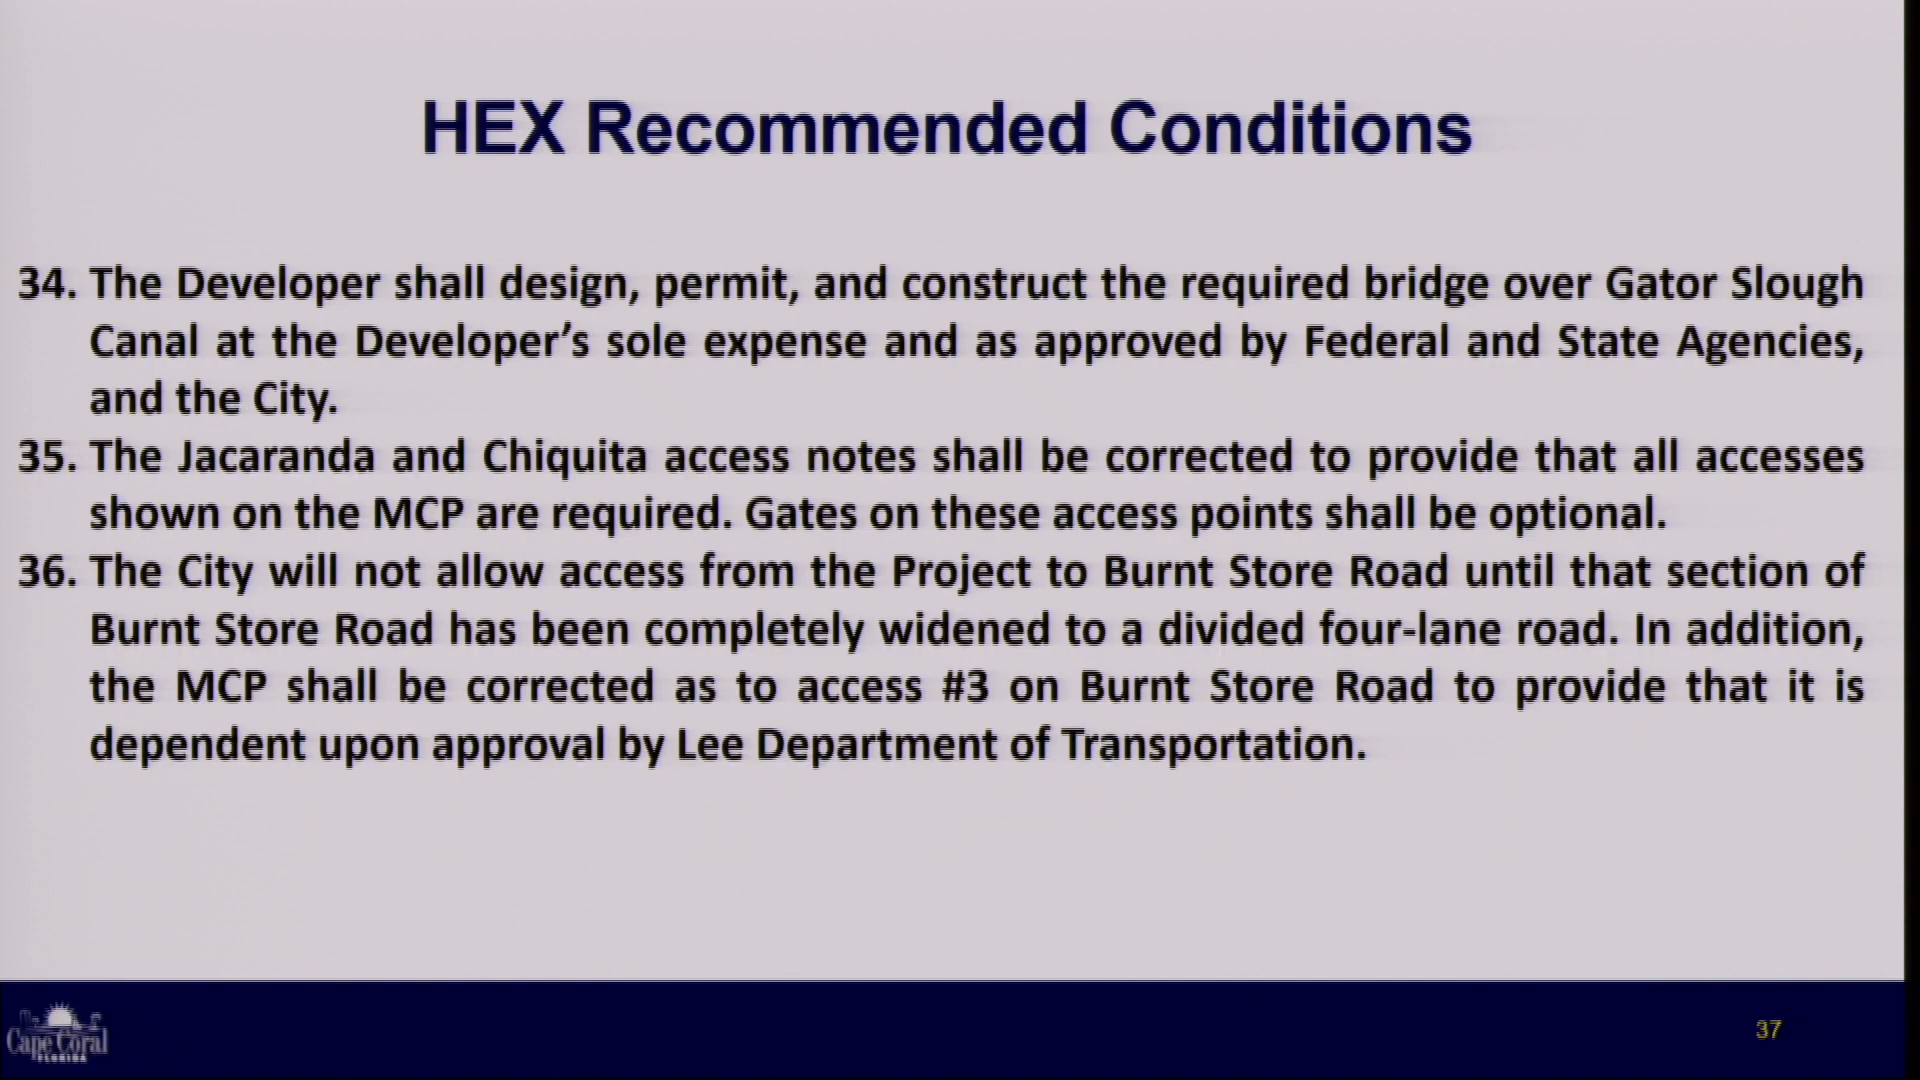 HEX Recommended Conditions
34. The Developer shall design, permit, and construct the required bridge over Gator Slough
Canal at the Developer’s sole expense and as approved by Federal and State Agencies,
and the City.
35. The Jacaranda and Chiquita access notes shall be corrected to provide that all accesses
shown on the MCP are required. Gates on these access points shall be optional.
36. The City will not allow access from the Project to Burnt Store Road until that section of
Burnt Store Road has been completely widened to a divided four-lane road. In addition,
the MCP shall be corrected as to access #3 on Burnt Store Road to provide that it is
dependent upon approval by Lee Department of Transportation.
Cape Coral
FLORIDA
37